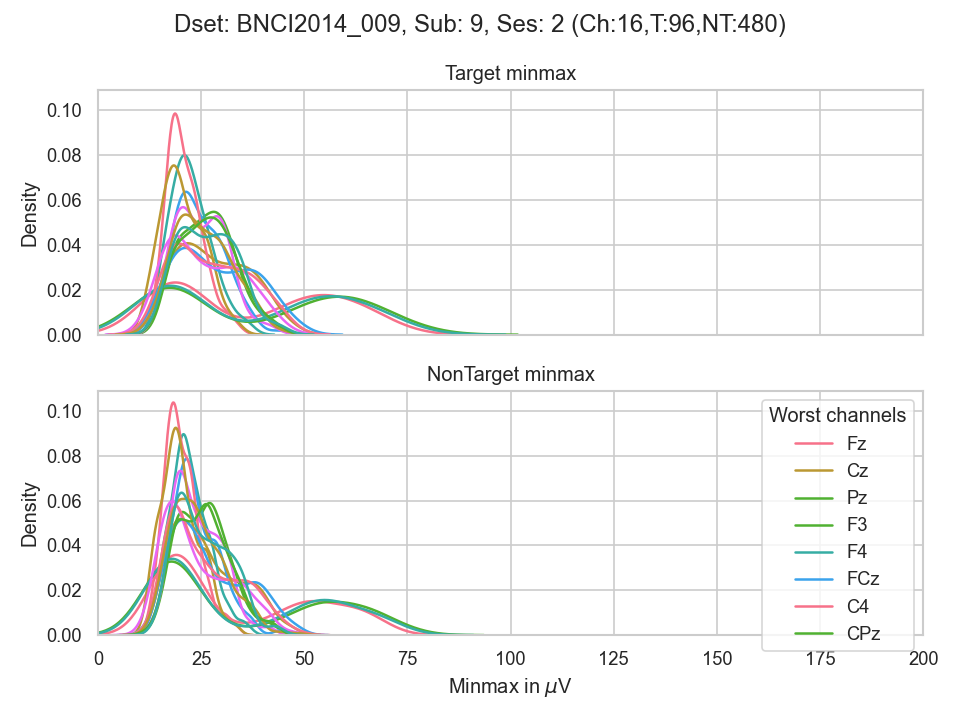 Dset: BNCI2014_009, Sub: 9, Ses: 2 (Ch:16,T:96,NT:480)
Target minmax
0.10
0.08
0.06
0.04
0.02
0.00
Density
NonTarget minmax
0.10
0.08
0.06
0.04
0.02
0.00
Density
Worst channels
Fz
Cz
Pz
F3
F4
FCz
C4
CPz
0 25 50 75 100 125 150 175 200
Minmax in μV